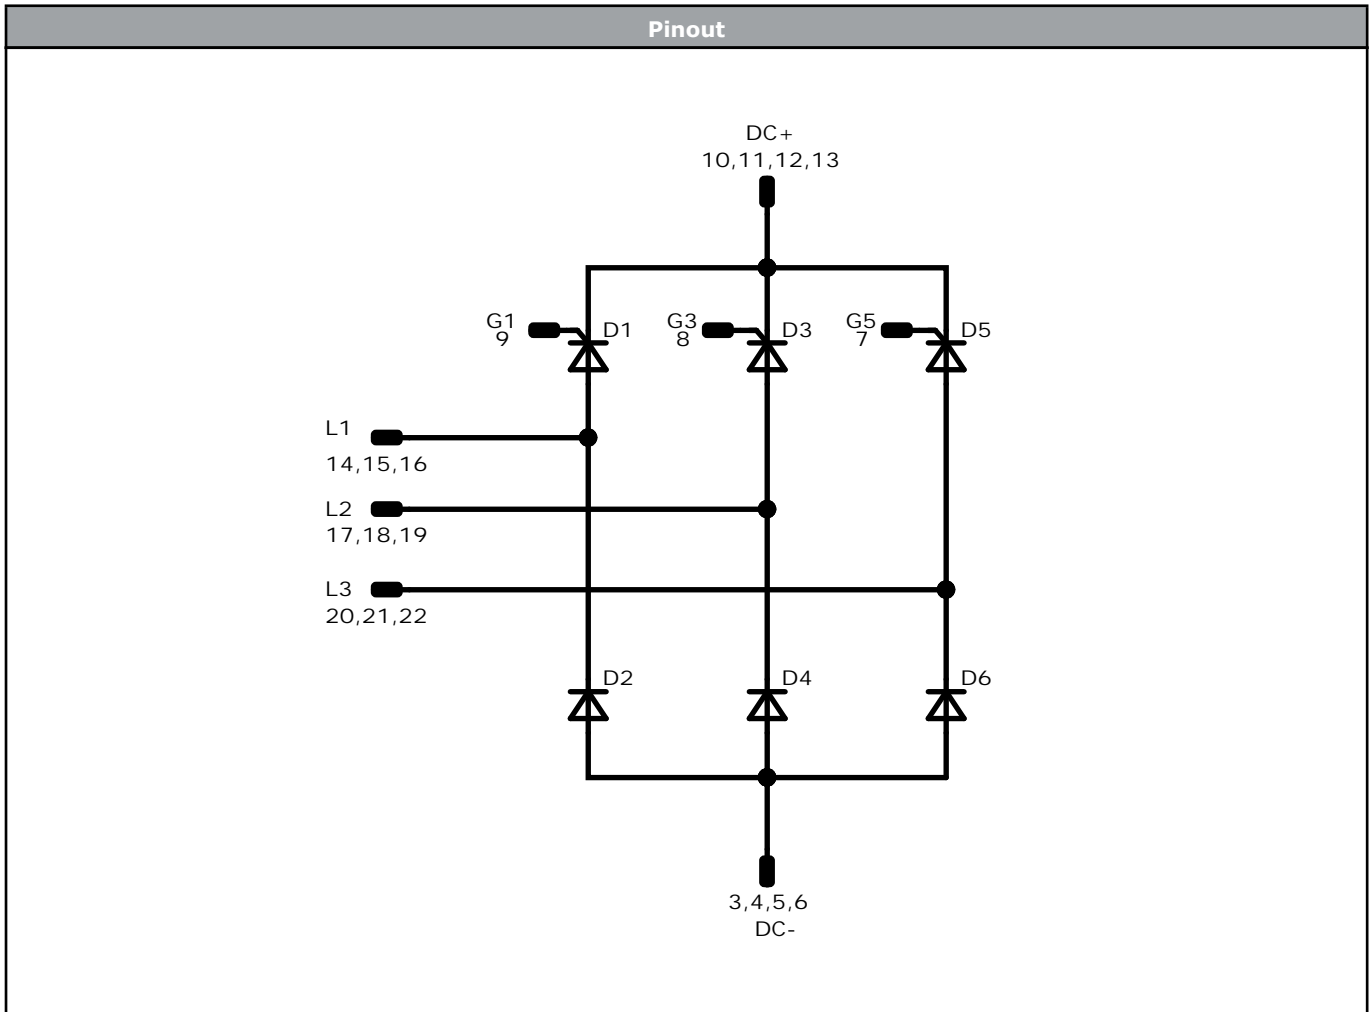 Pinout
DC+
10,11,12,13
G1
9
D1
G3
8
D3
G5
7
D5
L1
14,15,16
L2
17,18,19
L3
20,21,22
D2
D4
D6
3,4,5,6
DC-